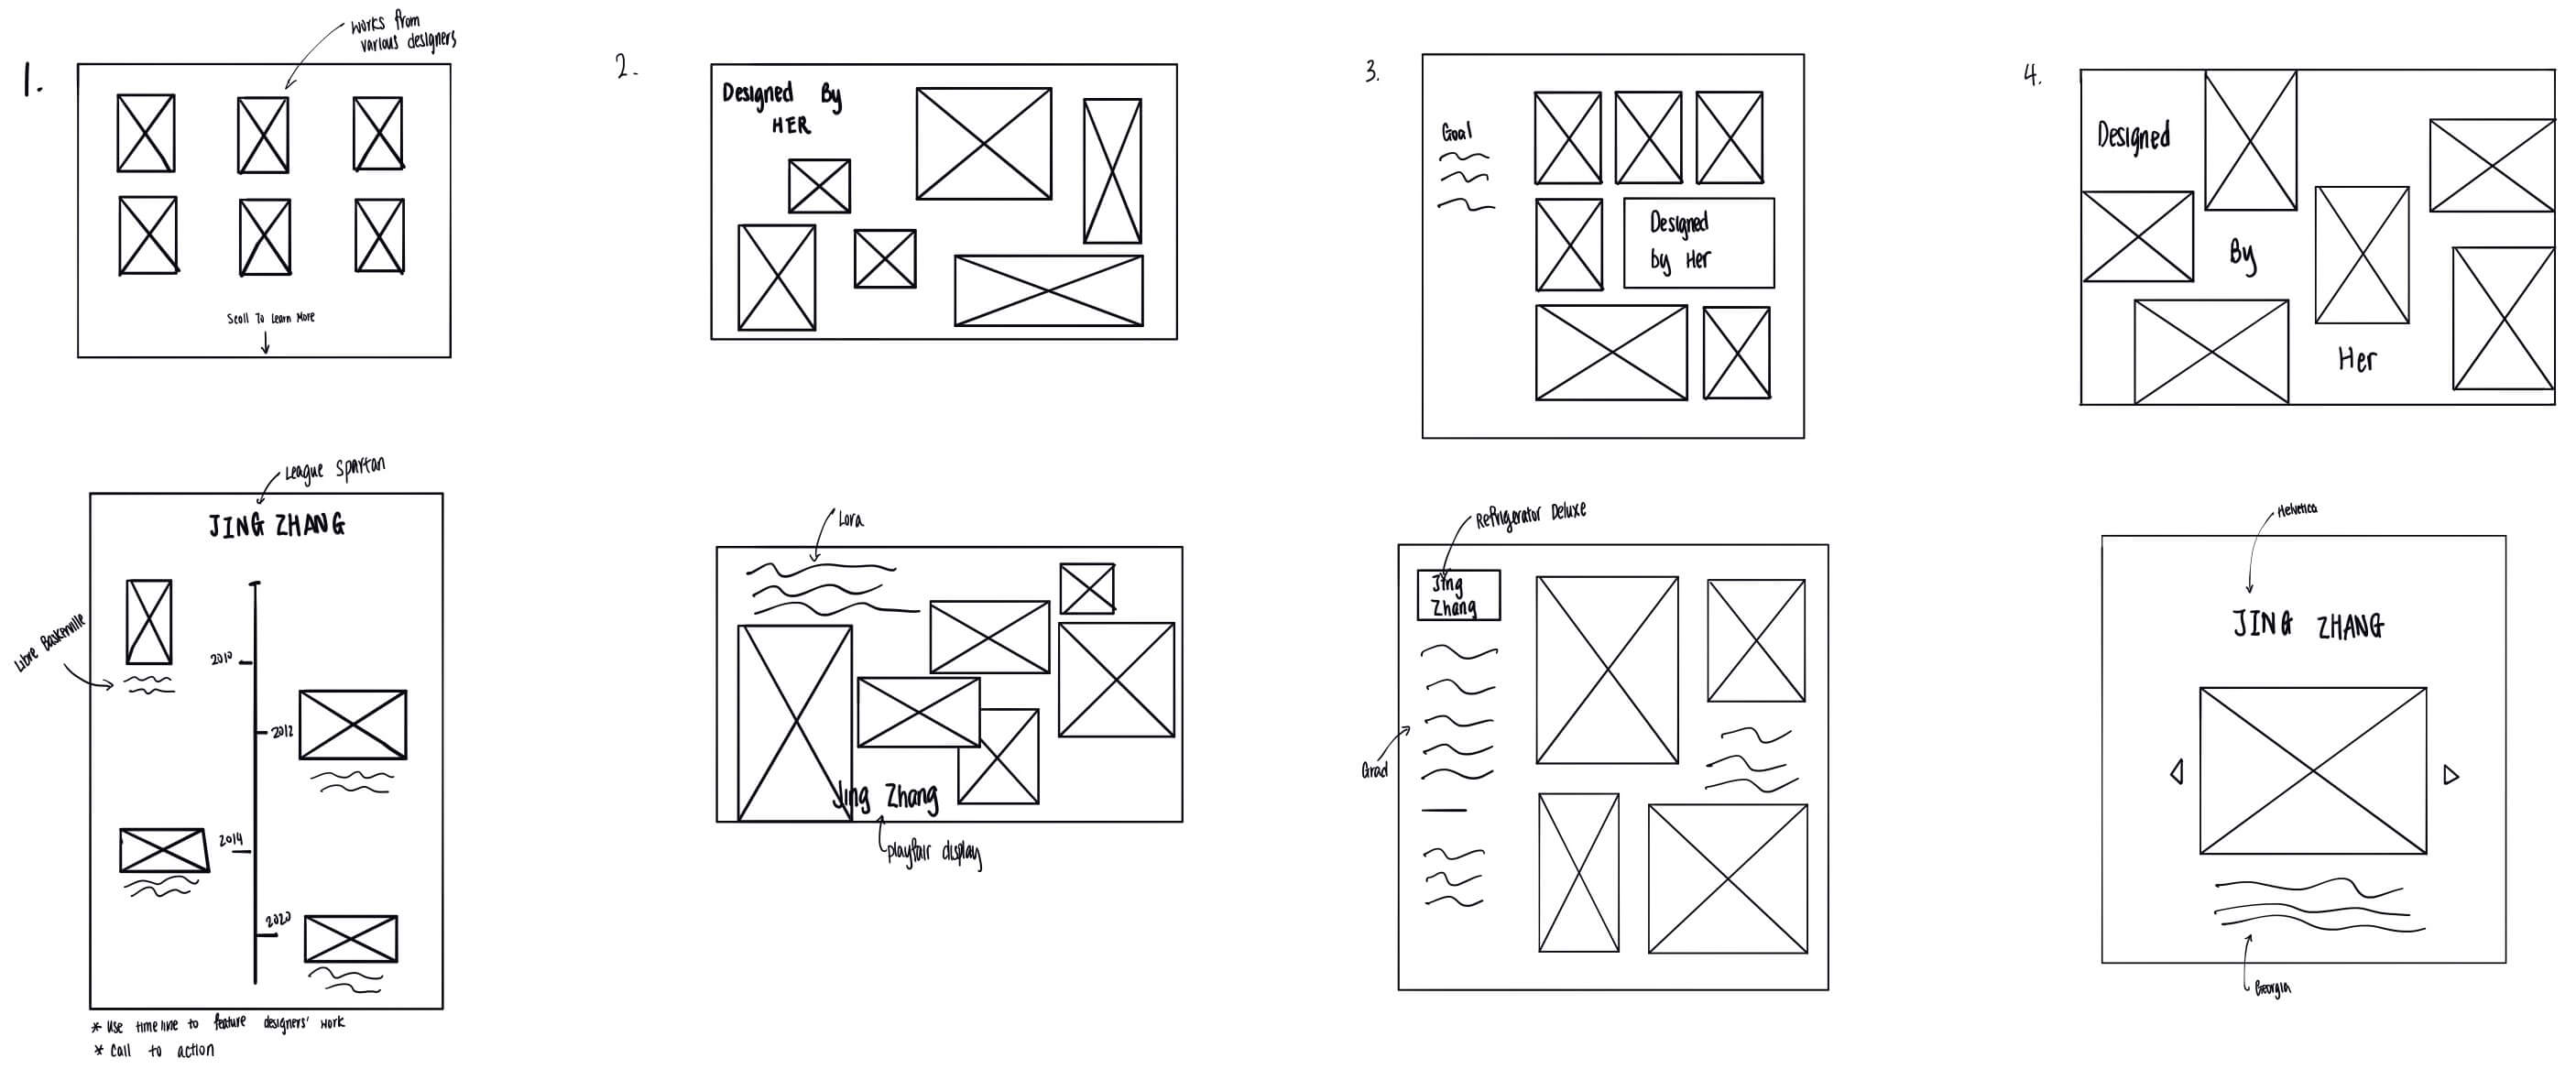 1.
works from
various designers
Scoll To Learn More
League Spartan
JING ZHANG
Libre Baskerville
2010
2012
2014
2020
* Use timeline to feature designers' work
* Call to action
2.
Designed By
HER
Lora
Jing Zhang
playfair display
3.
Goal
Designed
by Her
Refrigerator Deluxe
Jing
Zhang
Grad
4.
Designed
By
Her
Helvetica
JING ZHANG
Georgia